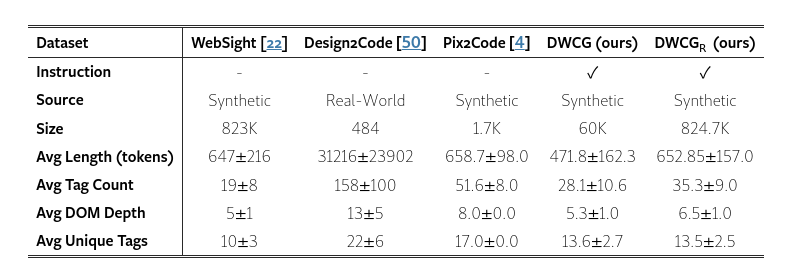 Dataset WebSight [22] Design2Code [50] Pix2Code [4] DWCG (ours) DWCG_R (ours)
Instruction - - - ✓ ✓
Source Synthetic Real-World Synthetic Synthetic Synthetic
Size 823K 484 1.7K 60K 824.7K
Avg Length (tokens) 647±216 31216±23902 658.7±98.0 471.8±162.3 652.85±157.0
Avg Tag Count 19±8 158±100 51.6±8.0 28.1±10.6 35.3±9.0
Avg DOM Depth 5±1 13±5 8.0±0.0 5.3±1.0 6.5±1.0
Avg Unique Tags 10±3 22±6 17.0±0.0 13.6±2.7 13.5±2.5